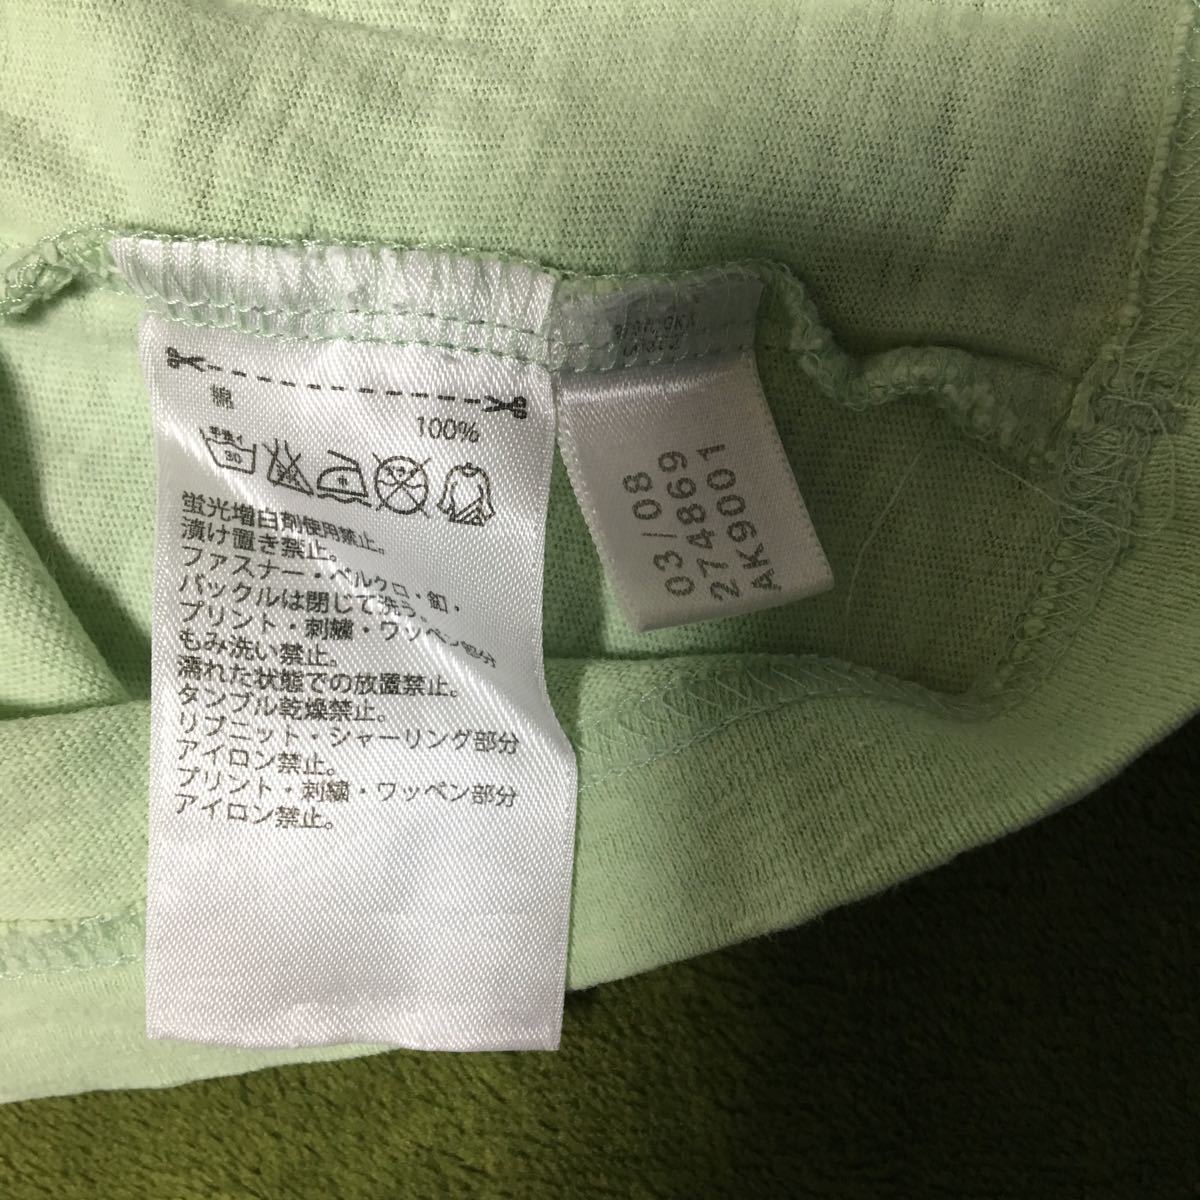 綿
100%
30
蛍光増白剤使用禁止。
漬け置き禁止。
ファスナー・ベルクロ・釦・
バックルは閉じて洗う。
プリント・刺繍・ワッペン部分
もみ洗い禁止。
濡れた状態での放置禁止。
タンブル乾燥禁止。
リブニット・シャーリング部分
アイロン禁止。
プリント・刺繍・ワッペン部分
アイロン禁止。
03/08
274869
AK9001